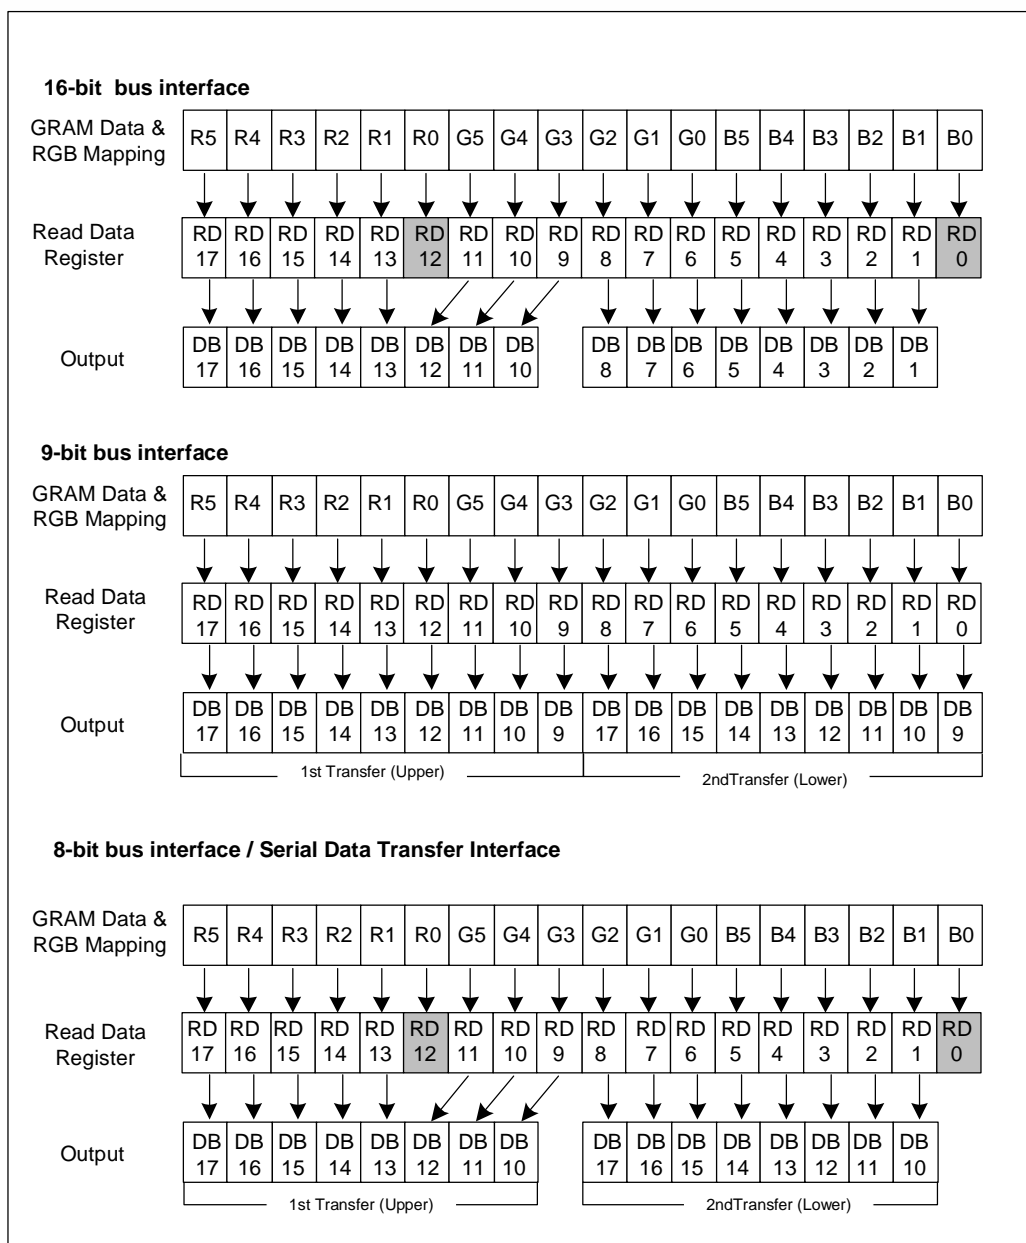 16-bit bus interface
GRAM Data & RGB Mapping
R5 R4 R3 R2 R1 R0 G5 G4 G3 G2 G1 G0 B5 B4 B3 B2 B1 B0
Read Data Register
RD 17 RD 16 RD 15 RD 14 RD 13 RD 12 RD 11 RD 10 RD 9 RD 8 RD 7 RD 6 RD 5 RD 4 RD 3 RD 2 RD 1 RD 0
Output
DB 17 DB 16 DB 15 DB 14 DB 13 DB 12 DB 11 DB 10 DB 8 DB 7 DB 6 DB 5 DB 4 DB 3 DB 2 DB 1
9-bit bus interface
GRAM Data & RGB Mapping
R5 R4 R3 R2 R1 R0 G5 G4 G3 G2 G1 G0 B5 B4 B3 B2 B1 B0
Read Data Register
RD 17 RD 16 RD 15 RD 14 RD 13 RD 12 RD 11 RD 10 RD 9 RD 8 RD 7 RD 6 RD 5 RD 4 RD 3 RD 2 RD 1 RD 0
Output
DB 17 DB 16 DB 15 DB 14 DB 13 DB 12 DB 11 DB 10 DB 9 DB 17 DB 16 DB 15 DB 14 DB 13 DB 12 DB 11 DB 10 DB 9
1st Transfer (Upper) 2ndTransfer (Lower)
8-bit bus interface / Serial Data Transfer Interface
GRAM Data & RGB Mapping
R5 R4 R3 R2 R1 R0 G5 G4 G3 G2 G1 G0 B5 B4 B3 B2 B1 B0
Read Data Register
RD 17 RD 16 RD 15 RD 14 RD 13 RD 12 RD 11 RD 10 RD 9 RD 8 RD 7 RD 6 RD 5 RD 4 RD 3 RD 2 RD 1 RD 0
Output
DB 17 DB 16 DB 15 DB 14 DB 13 DB 12 DB 11 DB 10 DB 17 DB 16 DB 15 DB 14 DB 13 DB 12 DB 11 DB 10
1st Transfer (Upper) 2ndTransfer (Lower)